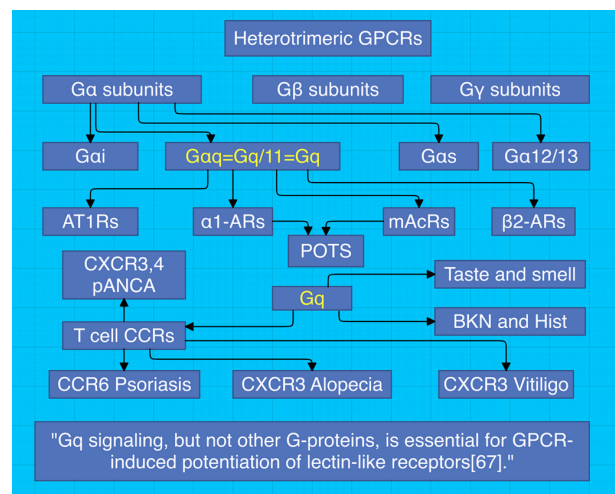 Heterotrimeric GPCRs
Gα subunits
Gβ subunits
Gγ subunits
Gαi
Gαq=Gq/11=Gq
Gαs
Gα12/13
AT1Rs
α1-ARs
mAcRs
β2-ARs
POTS
CXCR3,4
pANCA
Taste and smell
Gq
BKN and Hist
T cell CCRs
CCR6 Psoriasis
CXCR3 Alopecia
CXCR3 Vitiligo
"Gq signaling, but not other G-proteins, is essential for GPCR-
induced potentiation of lectin-like receptors[67]."